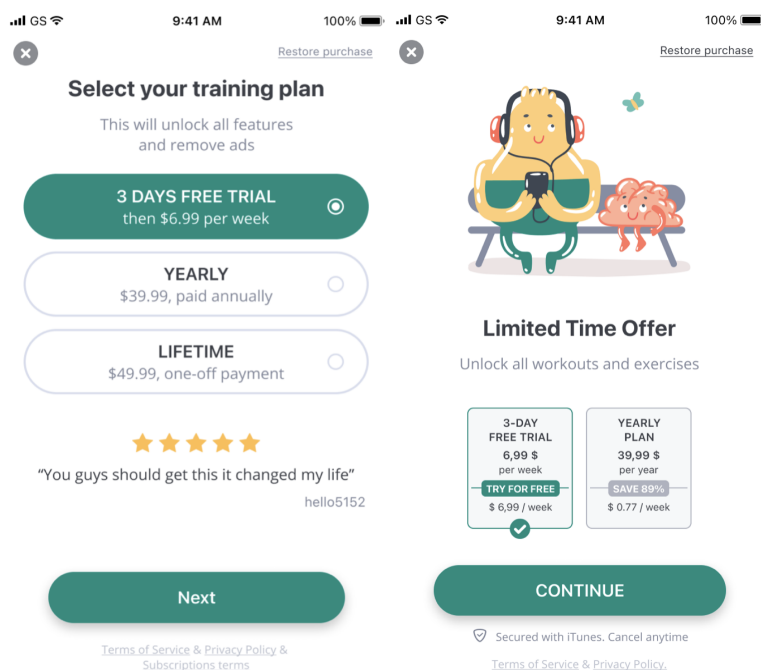 GS 9:41 AM 100%
Restore purchase
Select your training plan
This will unlock all features
and remove ads
3 DAYS FREE TRIAL
then $6.99 per week
YEARLY
$39.99, paid annually
LIFETIME
$49.99, one-off payment
“You guys should get this it changed my life”
hello5152
Next
Terms of Service & Privacy Policy &
Subscriptions terms
GS 9:41 AM 100%
Restore purchase
Limited Time Offer
Unlock all workouts and exercises
3-DAY
FREE TRIAL
6,99 $
per week
TRY FOR FREE
$ 6,99 / week
YEARLY
PLAN
39,99 $
per year
SAVE 89%
$ 0.77 / week
CONTINUE
Secured with iTunes. Cancel anytime
Terms of Service & Privacy Policy.